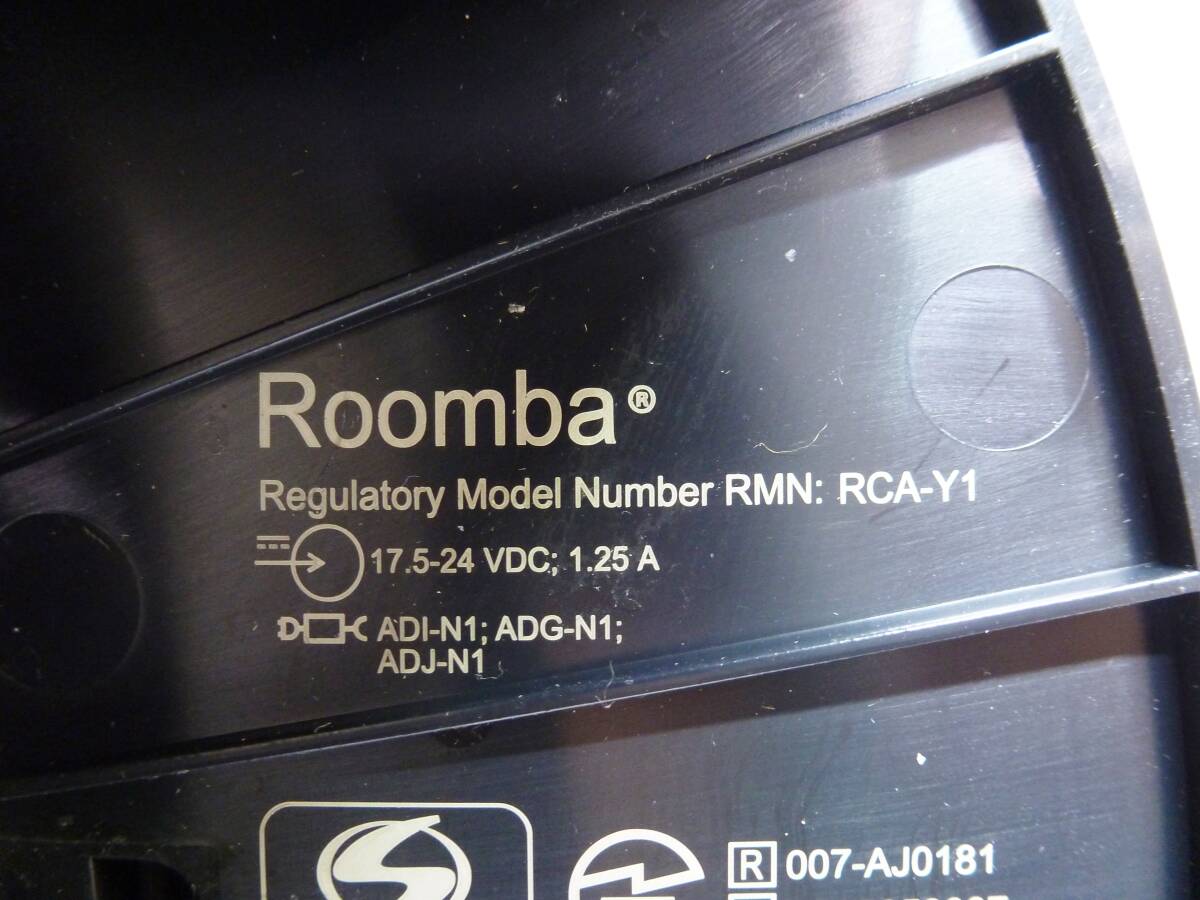 Roomba®
Regulatory Model Number RMN: RCA-Y1
17.5-24 VDC; 1.25 A
ADI-N1; ADG-N1;
ADJ-N1
R 007-AJ0181